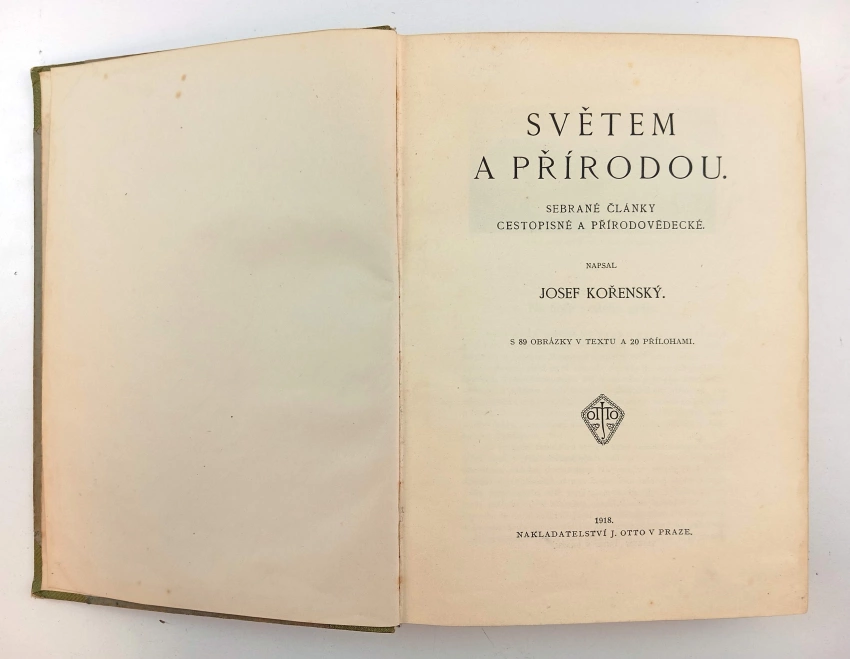 SVĚTEM
A PŘÍRODOU.
SEBRANÉ ČLÁNKY
CESTOPISNÉ A PŘÍRODOVĚDECKÉ.
NAPSAL
JOSEF KOŘENSKÝ.
S 89 OBRÁZKY V TEXTU A 20 PŘÍLOHAMI.
OTTO
1918.
NAKLADATELSTVÍ J. OTTO V PRAZE.